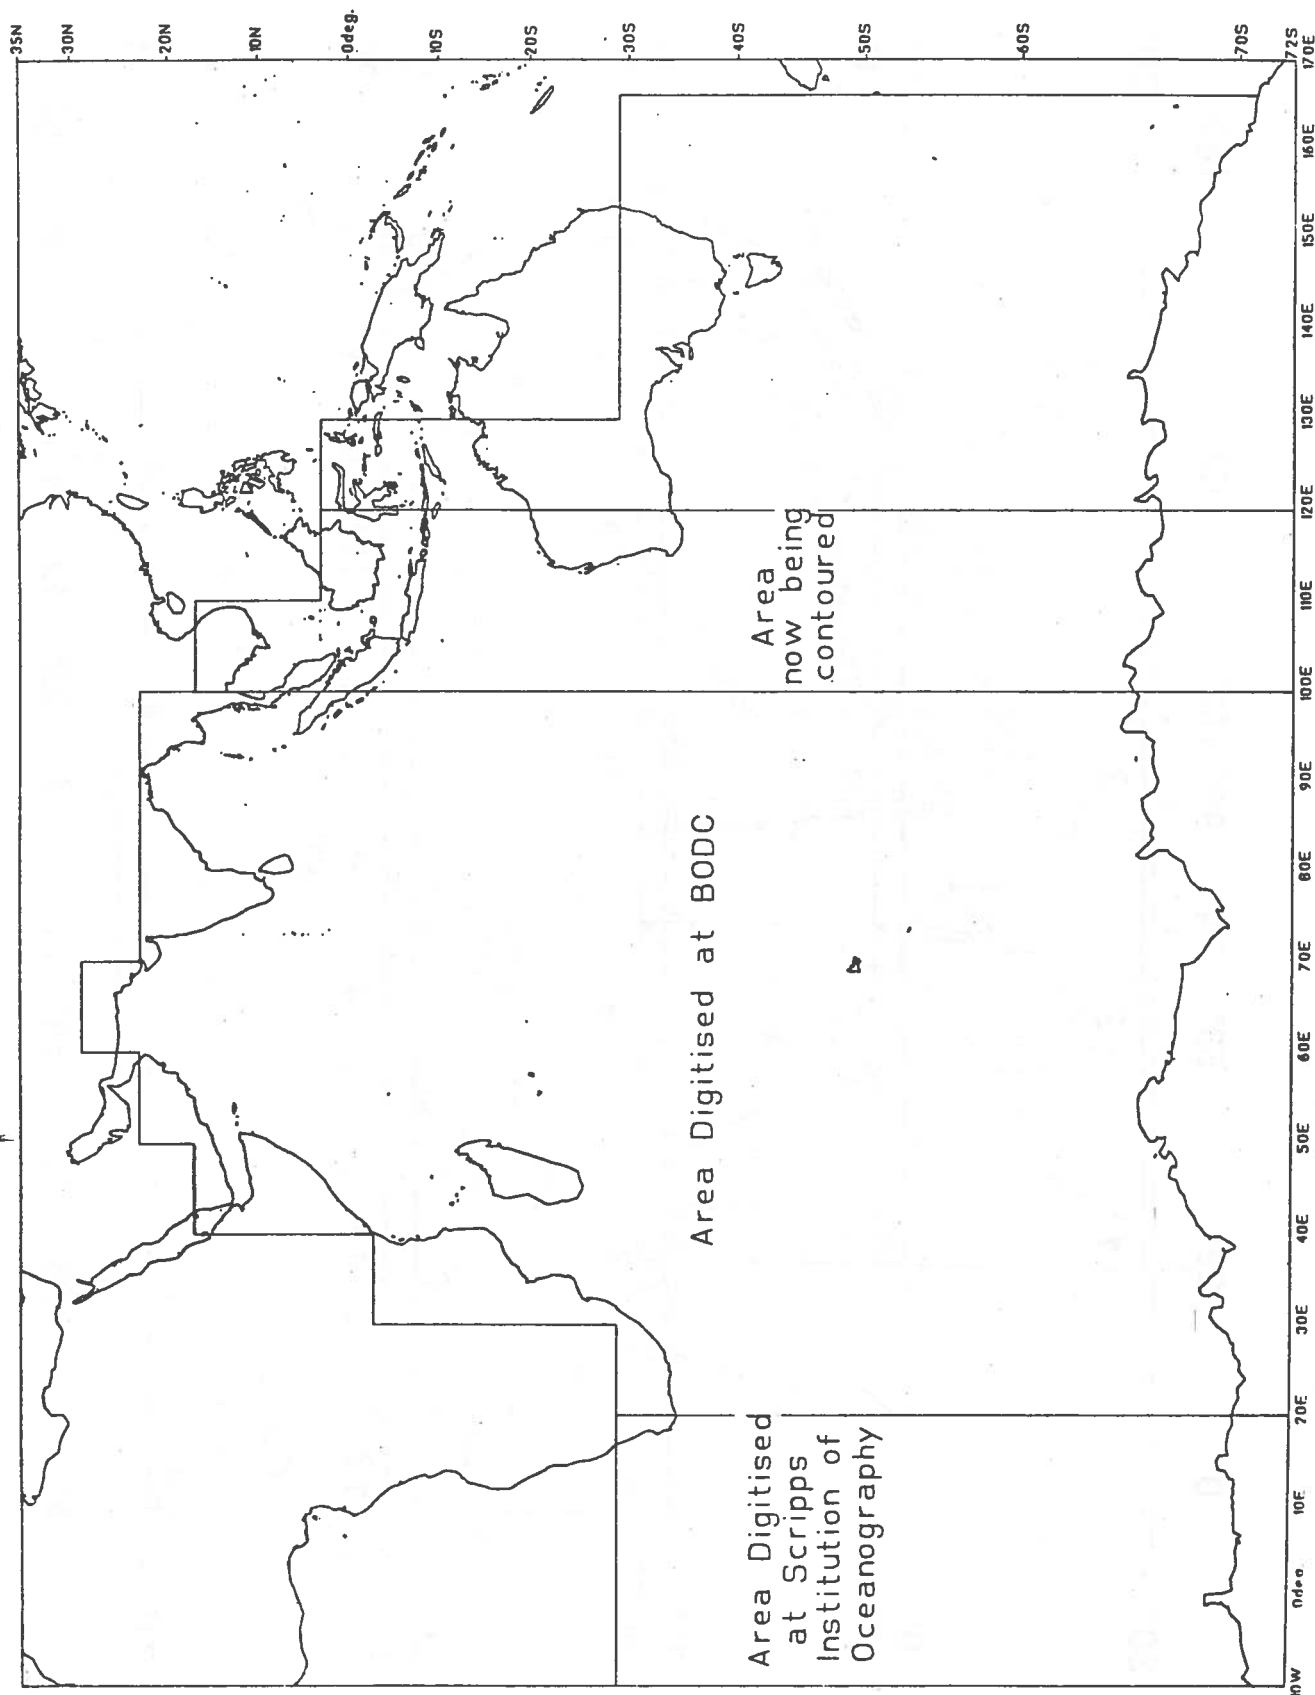 35N
30N
20N
10N
0deg.
10S
20S
30S
40S
50S
60S
70S
72S
Area Digitised
at Scripps
Institution of
Oceanography
Area Digitised at BODC
Area
now being
contoured
0deg.
10E
20E
30E
40E
50E
60E
70E
80E
90E
100E
110E
120E
130E
140E
150E
160E
170E